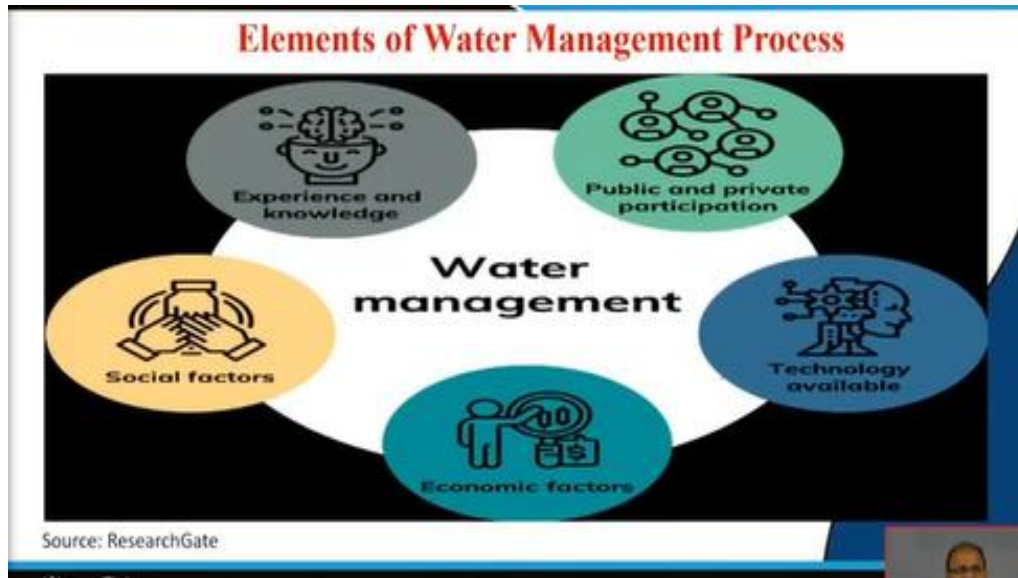 Elements of Water Management Process
Experience and
knowledge
Public and private
participation
Water
management
Social factors
Technology
available
Economic factors
Source: ResearchGate